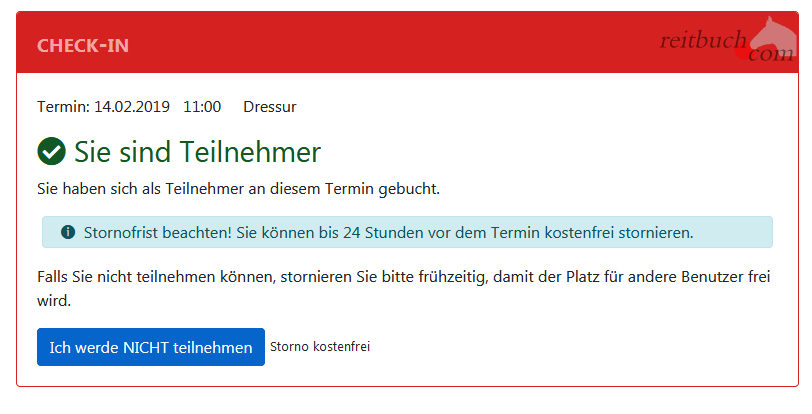 CHECK-IN
reitbuch
com
Termin: 14.02.2019 11:00 Dressur
Sie sind Teilnehmer
Sie haben sich als Teilnehmer an diesem Termin gebucht.
Stornofrist beachten! Sie können bis 24 Stunden vor dem Termin kostenfrei stornieren.
Falls Sie nicht teilnehmen können, stornieren Sie bitte frühzeitig, damit der Platz für andere Benutzer frei
wird.
Ich werde NICHT teilnehmen Storno kostenfrei